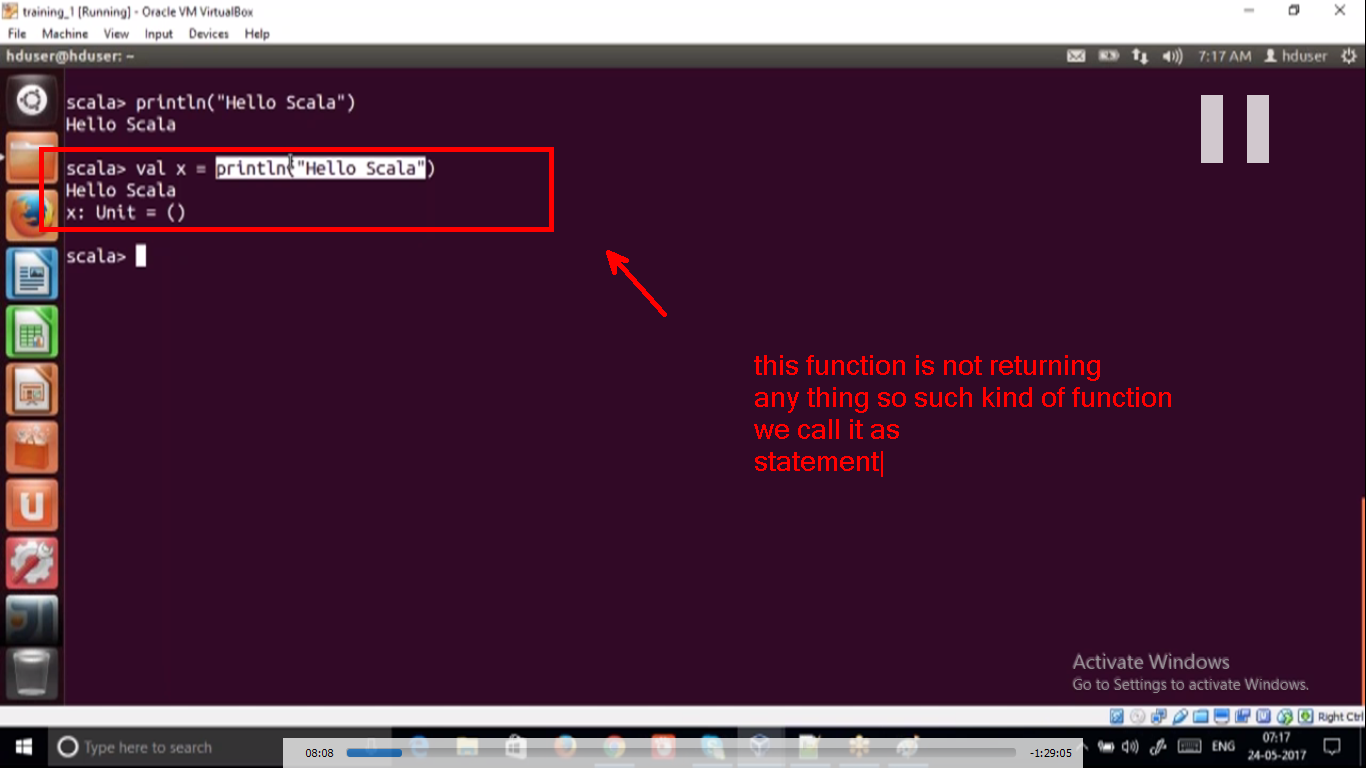 training_1 [Running] - Oracle VM VirtualBox
File Machine View Input Devices Help
hduser@hduser: ~
7:17 AM hduser
scala> println("Hello Scala")
Hello Scala
scala> val x = println("Hello Scala")
Hello Scala
x: Unit = ()
scala>
this function is not returning
any thing so such kind of function
we call it as
statement
Activate Windows
Go to Settings to activate Windows.
Right Ctrl
Type here to search
08:08
-1:29:05
ENG
07:17
24-05-2017